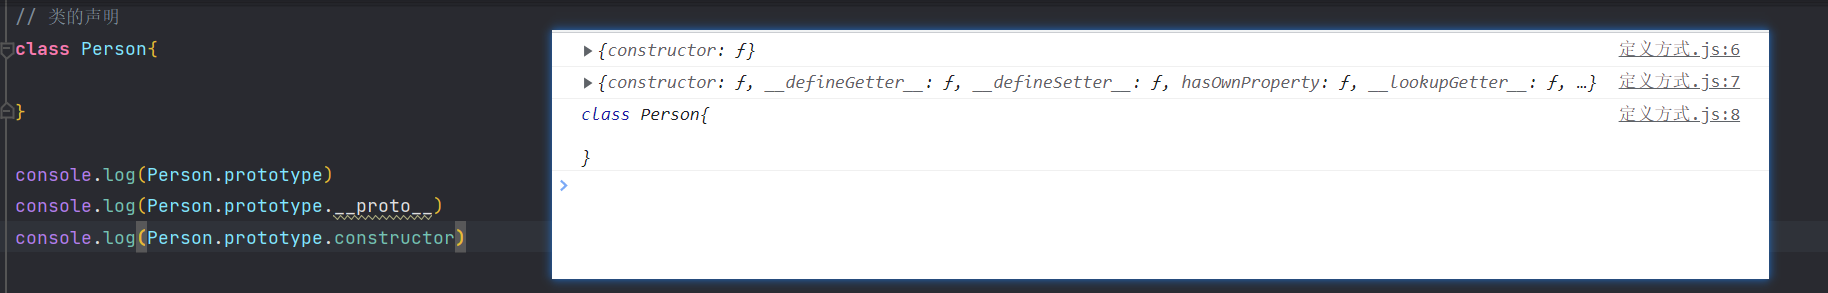 // 类的声明
class Person{
}
console.log(Person.prototype)
console.log(Person.prototype.__proto__)
console.log(Person.prototype.constructor)
▶ {constructor: ƒ} 定义方式.js:6
▶ {constructor: ƒ, __defineGetter__: ƒ, __defineSetter__: ƒ, hasOwnProperty: ƒ, __lookupGetter__: ƒ, …} 定义方式.js:7
class Person{ 定义方式.js:8
}
>